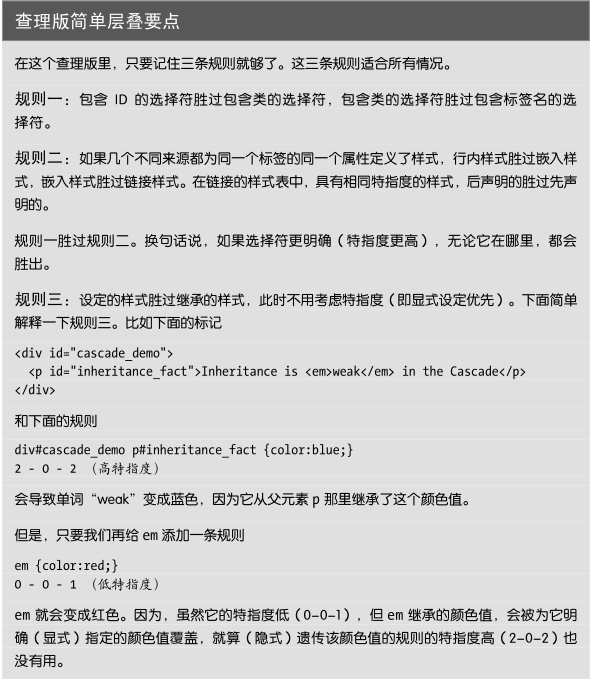 查理版简单层叠要点
在这个查理版里，只要记住三条规则就够了。这三条规则适合所有情况。
规则一：包含 ID 的选择符胜过包含类的选择符，包含类的选择符胜过包含标签名的选
择符。
规则二：如果几个不同来源都为同一个标签的同一个属性定义了样式，行内样式胜过嵌入样
式，嵌入样式胜过链接样式。在链接的样式表中，具有相同特指度的样式，后声明的胜过先声
明的。
规则一胜过规则二。换句话说，如果选择符更明确（特指度更高），无论它在哪里，都会
胜出。
规则三：设定的样式胜过继承的样式，此时不用考虑特指度（即显式设定优先）。下面简单
解释一下规则三。比如下面的标记
<div id="cascade_demo">
  <p id="inheritance_fact">Inheritance is <em>weak</em> in the Cascade</p>
</div>
和下面的规则
div#cascade_demo p#inheritance_fact {color:blue;}
2 - 0 - 2 （高特指度）
会导致单词“weak”变成蓝色，因为它从父元素 p 那里继承了这个颜色值。
但是，只要我们再给 em 添加一条规则
em {color:red;}
0 - 0 - 1 （低特指度）
em 就会变成红色。因为，虽然它的特指度低（0-0-1），但 em 继承的颜色值，会被为它明
确（显式）指定的颜色值覆盖，就算（隐式）遗传该颜色值的规则的特指度高（2-0-2）也
没有用。